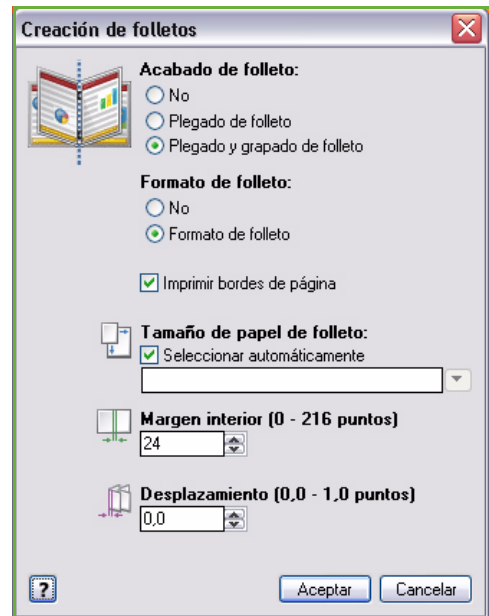 Creación de folletos
Acabado de folleto:
No
Plegado de folleto
Plegado y grapado de folleto
Formato de folleto:
No
Formato de folleto
Imprimir bordes de página
Tamaño de papel de folleto:
Seleccionar automáticamente
Margen interior (0 - 216 puntos)
24
Desplazamiento (0,0 - 1,0 puntos)
0,0
?
Aceptar Cancelar